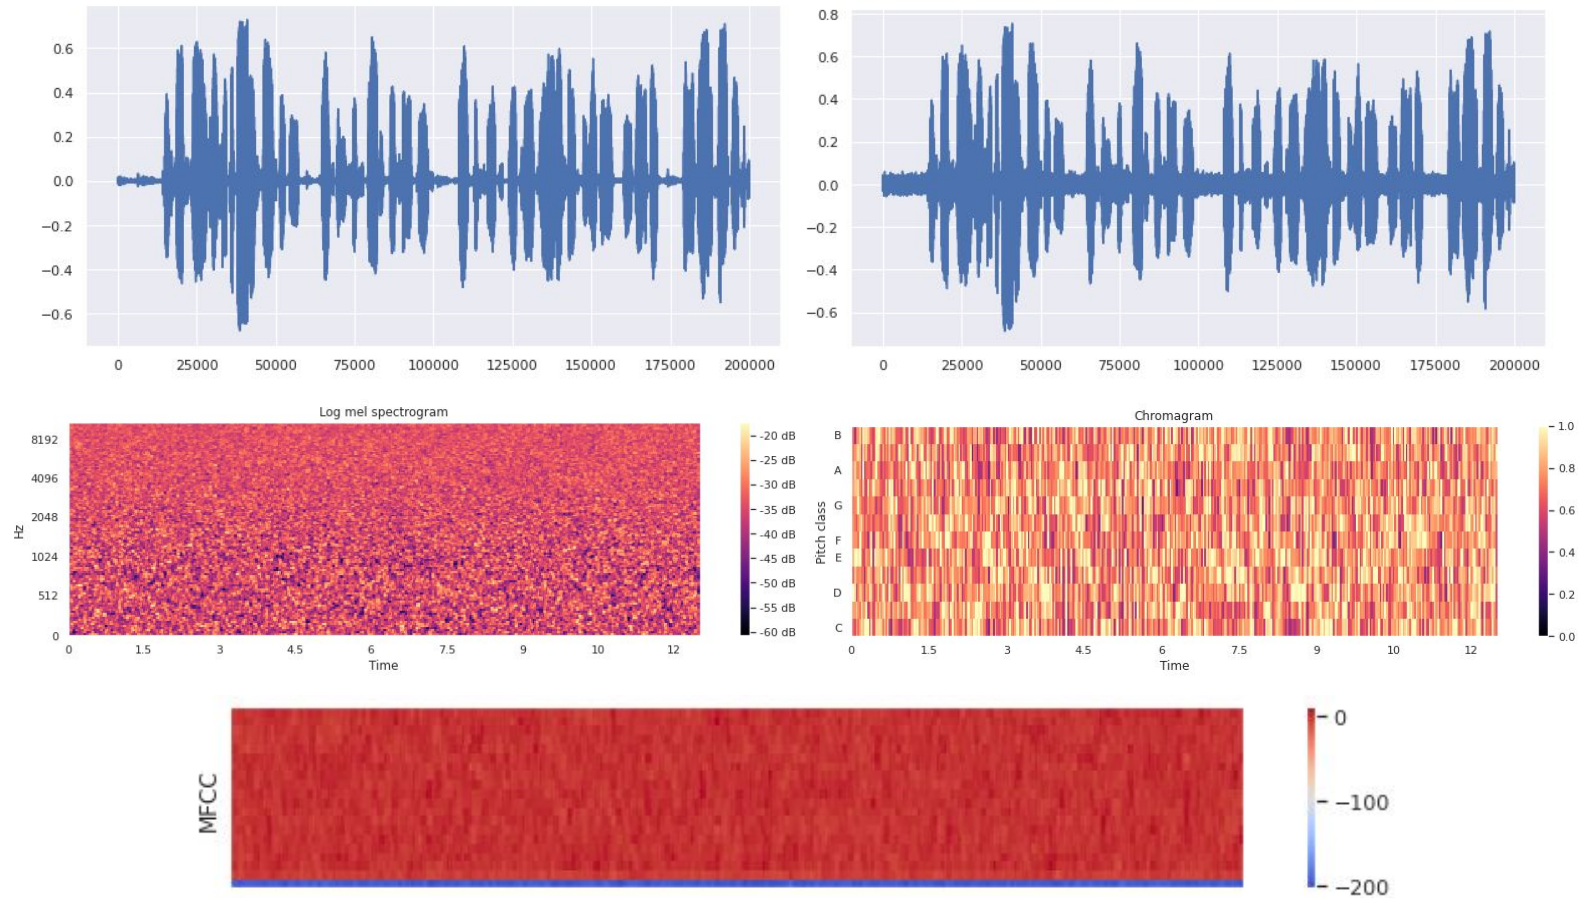 0.6
0.4
0.2
0.0
−0.2
−0.4
−0.6
0 25000 50000 75000 100000 125000 150000 175000 200000
0.8
0.6
0.4
0.2
0.0
−0.2
−0.4
−0.6
0 25000 50000 75000 100000 125000 150000 175000 200000
Log mel spectrogram
Hz
8192
4096
2048
1024
512
0
0 1.5 3 4.5 6 7.5 9 10 12
Time
-20 dB
-25 dB
-30 dB
-35 dB
-40 dB
-45 dB
-50 dB
-55 dB
-60 dB
Chromagram
Pitch class
B
A
G
F
E
D
C
0 1.5 3 4.5 6 7.5 9 10 12
Time
1.0
0.8
0.6
0.4
0.2
0.0
MFCC
0
−100
−200